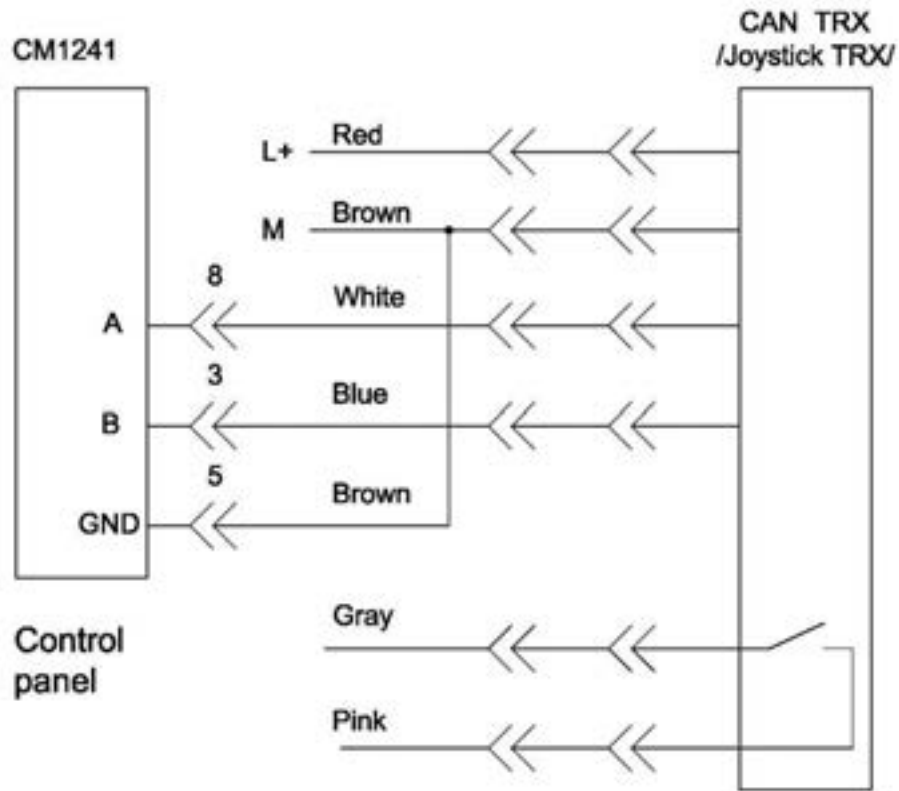 CAN TRX
/Joystick TRX/
CM1241
L+
Red
M
Brown
8
White
A
3
Blue
B
5
Brown
GND
Control
panel
Gray
Pink